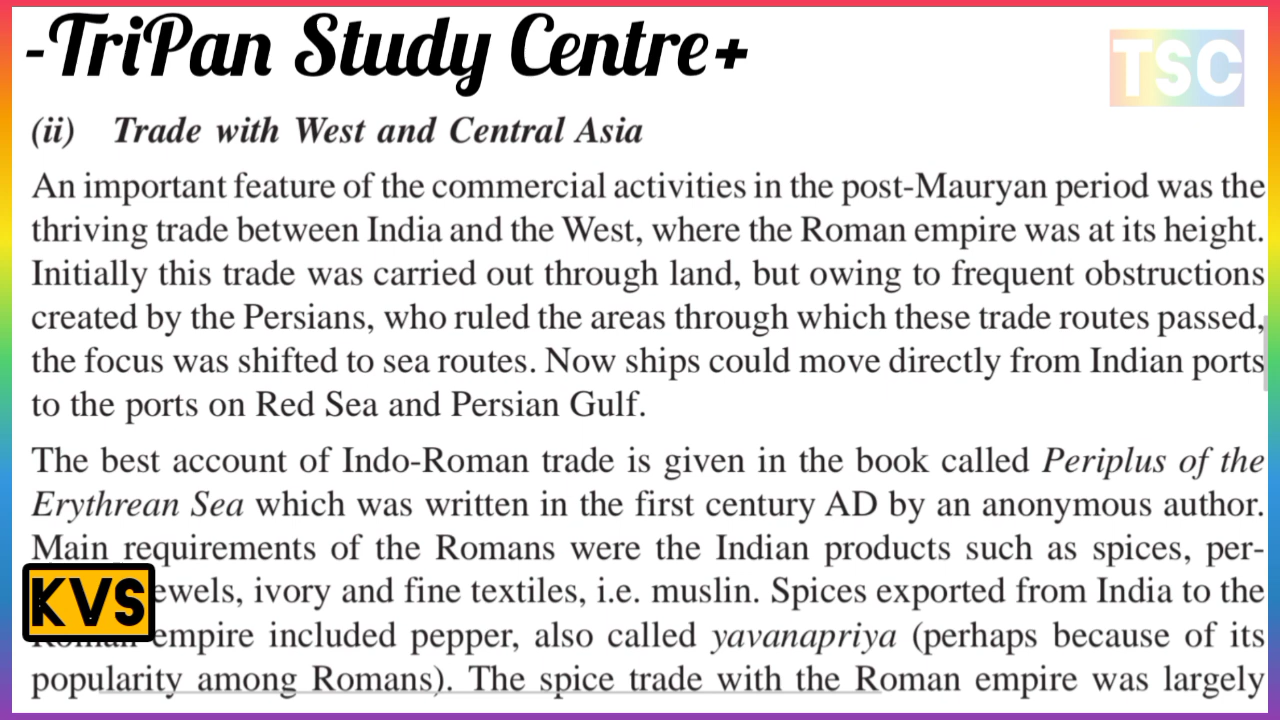 -TriPan Study Centre+
TSC
(ii) Trade with West and Central Asia
An important feature of the commercial activities in the post-Mauryan period was the
thriving trade between India and the West, where the Roman empire was at its height.
Initially this trade was carried out through land, but owing to frequent obstructions
created by the Persians, who ruled the areas through which these trade routes passed,
the focus was shifted to sea routes. Now ships could move directly from Indian ports
to the ports on Red Sea and Persian Gulf.
The best account of Indo-Roman trade is given in the book called Periplus of the
Erythrean Sea which was written in the first century AD by an anonymous author.
Main requirements of the Romans were the Indian products such as spices, per-
KVS
ivory and fine textiles, i.e. muslin. Spices exported from India to the
Roman empire included pepper, also called yavanapriya (perhaps because of its
popularity among Romans). The spice trade with the Roman empire was largely